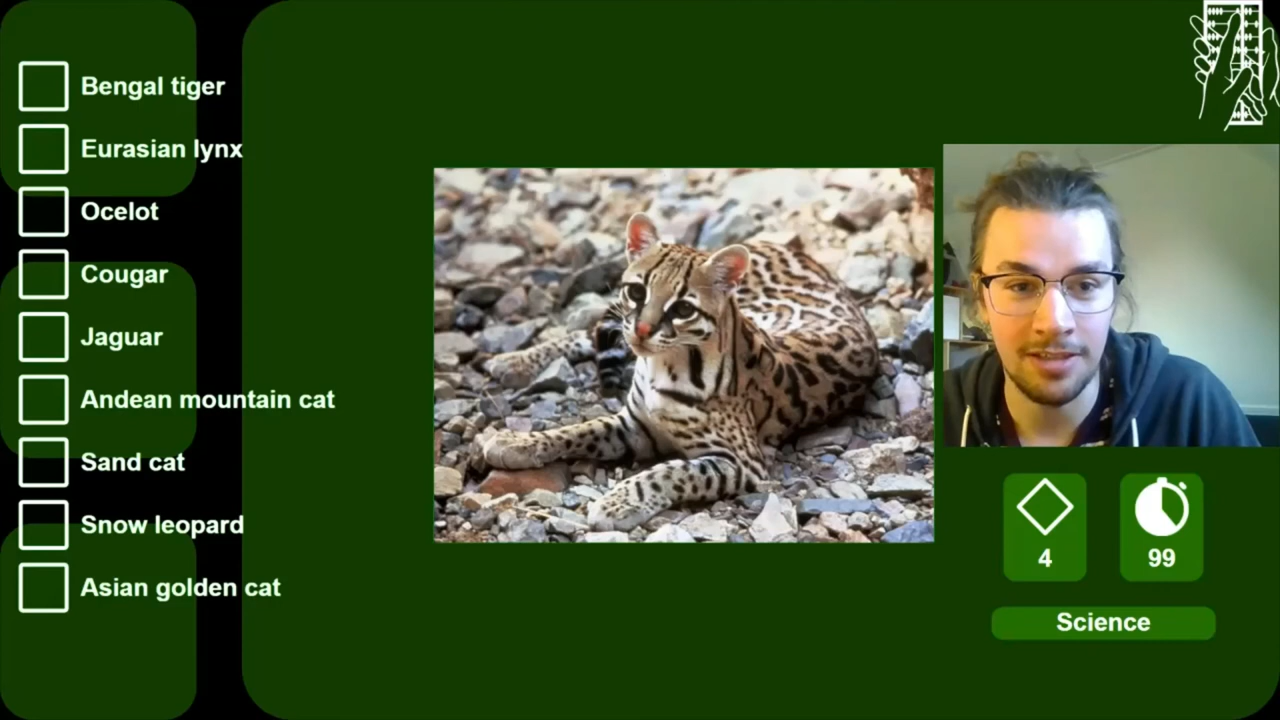 Bengal tiger
Eurasian lynx
Ocelot
Cougar
Jaguar
Andean mountain cat
Sand cat
Snow leopard
Asian golden cat
4
99
Science